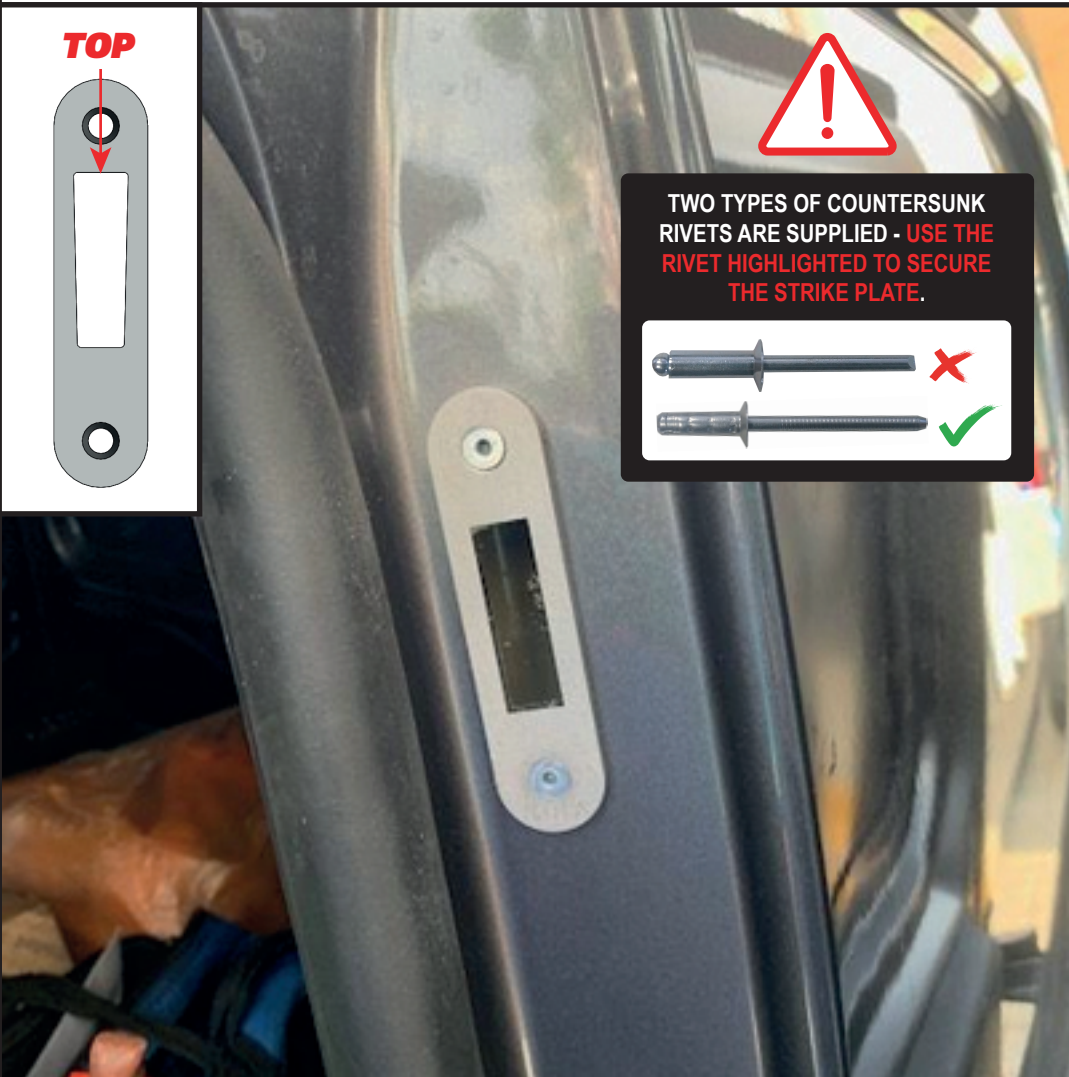 TOP
TWO TYPES OF COUNTERSUNK
RIVETS ARE SUPPLIED - USE THE
RIVET HIGHLIGHTED TO SECURE
THE STRIKE PLATE.